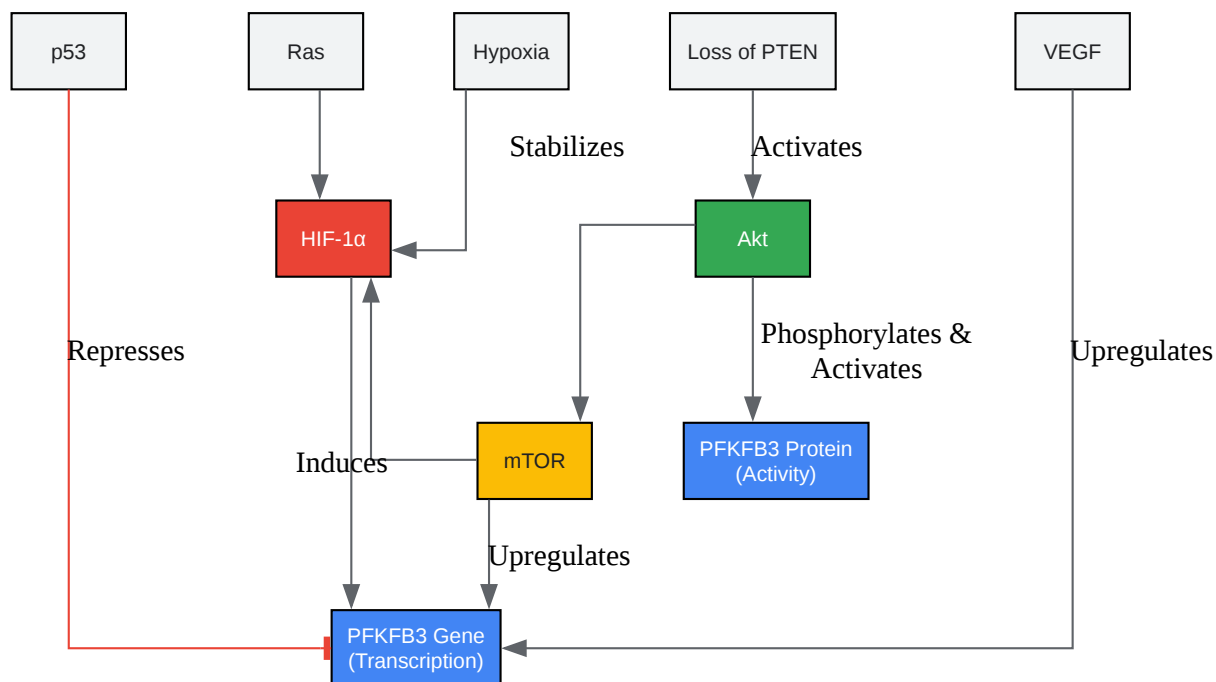 p53
Ras
Hypoxia
Loss of PTEN
VEGF
Stabilizes
Activates
HIF-1α
Akt
Represses
Phosphorylates &
Activates
Upregulates
Induces
mTOR
PFKFB3 Protein
(Activity)
Upregulates
PFKFB3 Gene
(Transcription)